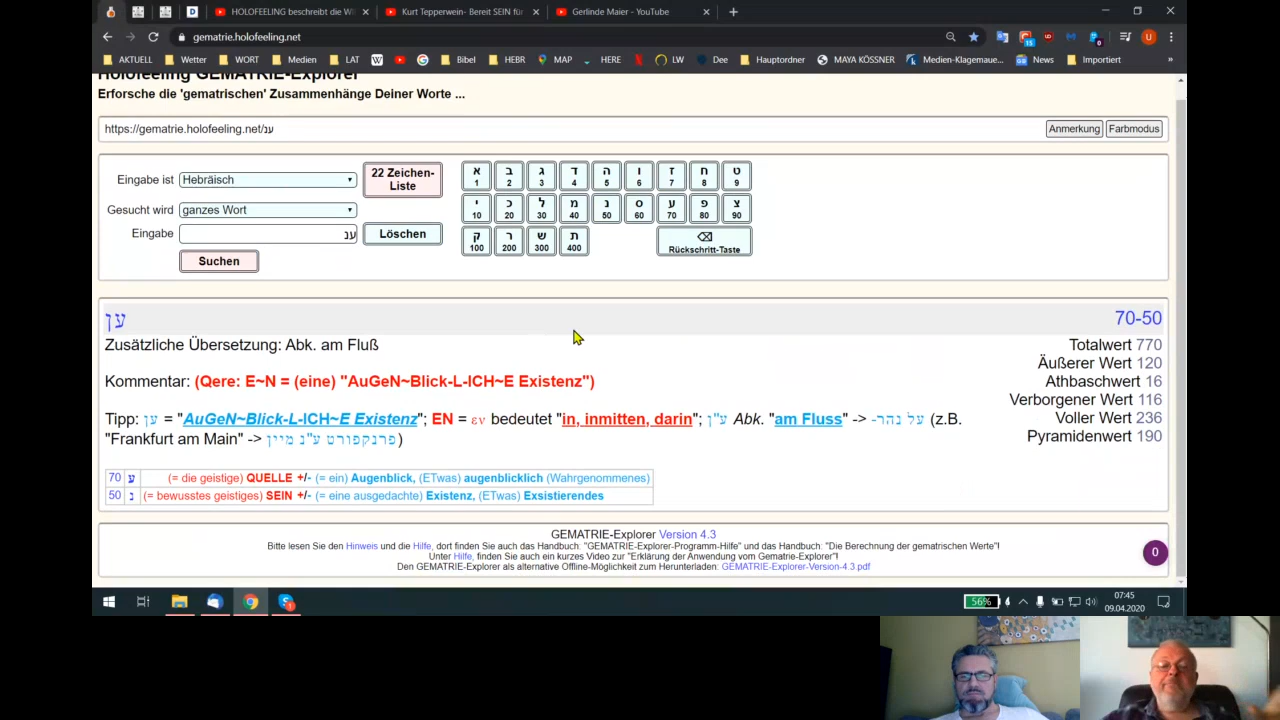 HOLOFEELING beschreibt die WI
Kurt Tepperwein- Bereit SEIN für
Gerlinde Maier – YouTube
gematrie.holofeeling.net
AKTUELL Wetter WORT Medien LAT Bibel HEBR MAP HERE LW Dee Hauptordner MAYA KÖSSNER Medien-Klagemaue... News Importiert »
Holofeeling GEMATRIE-Explorer
Erforsche die 'gematrischen' Zusammenhänge Deiner Worte ...
https://gematrie.holofeeling.net/ענ
Anmerkung Farbmodus
Eingabe ist Hebräisch
22 Zeichen-Liste
Gesucht wird ganzes Wort
Eingabe ענ Löschen
Suchen
א ב ג ד ה ו ז ח ט
1 2 3 4 5 6 7 8 9
י כ ל מ נ ס ע פ צ
10 20 30 40 50 60 70 80 90
ק ר ש ת
100 200 300 400
Rückschritt-Taste
ען 70-50
Zusätzliche Übersetzung: Abk. am Fluß
Totalwert 770
Äußerer Wert 120
Athbaschwert 16
Verborgener Wert 116
Voller Wert 236
Pyramidenwert 190
Kommentar: (Qere: E~N = (eine) "AuGeN~Blick-L-ICH~E Existenz")
Tipp: ען = "AuGeN~Blick-L-ICH~E Existenz"; EN = εν bedeutet "in, inmitten, darin"; ע"ן Abk. "am Fluss" -> על נהר- (z.B.
"Frankfurt am Main" -> פרנקפורט ע"נ מיין)
70 ע (= die geistige) QUELLE +/- (= ein) Augenblick, (ETwas) augenblicklich (Wahrgenommenes)
50 נ (= bewusstes geistiges) SEIN +/- (= eine ausgedachte) Existenz, (ETwas) Exsistierendes
GEMATRIE-Explorer Version 4.3
Bitte lesen Sie den Hinweis und die Hilfe, dort finden Sie auch das Handbuch: "GEMATRIE-Explorer-Programm-Hilfe" und das Handbuch: "Die Berechnung der gematrischen Werte"!
Unter Hilfe, finden Sie auch ein kurzes Video zur "Erklärung der Anwendung vom Gematrie-Explorer"!
Den GEMATRIE-Explorer als alternative Offline-Möglichkeit zum Herunterladen: GEMATRIE-Explorer-Version-4.3 pdf
0
56%
07:45
09.04.2020